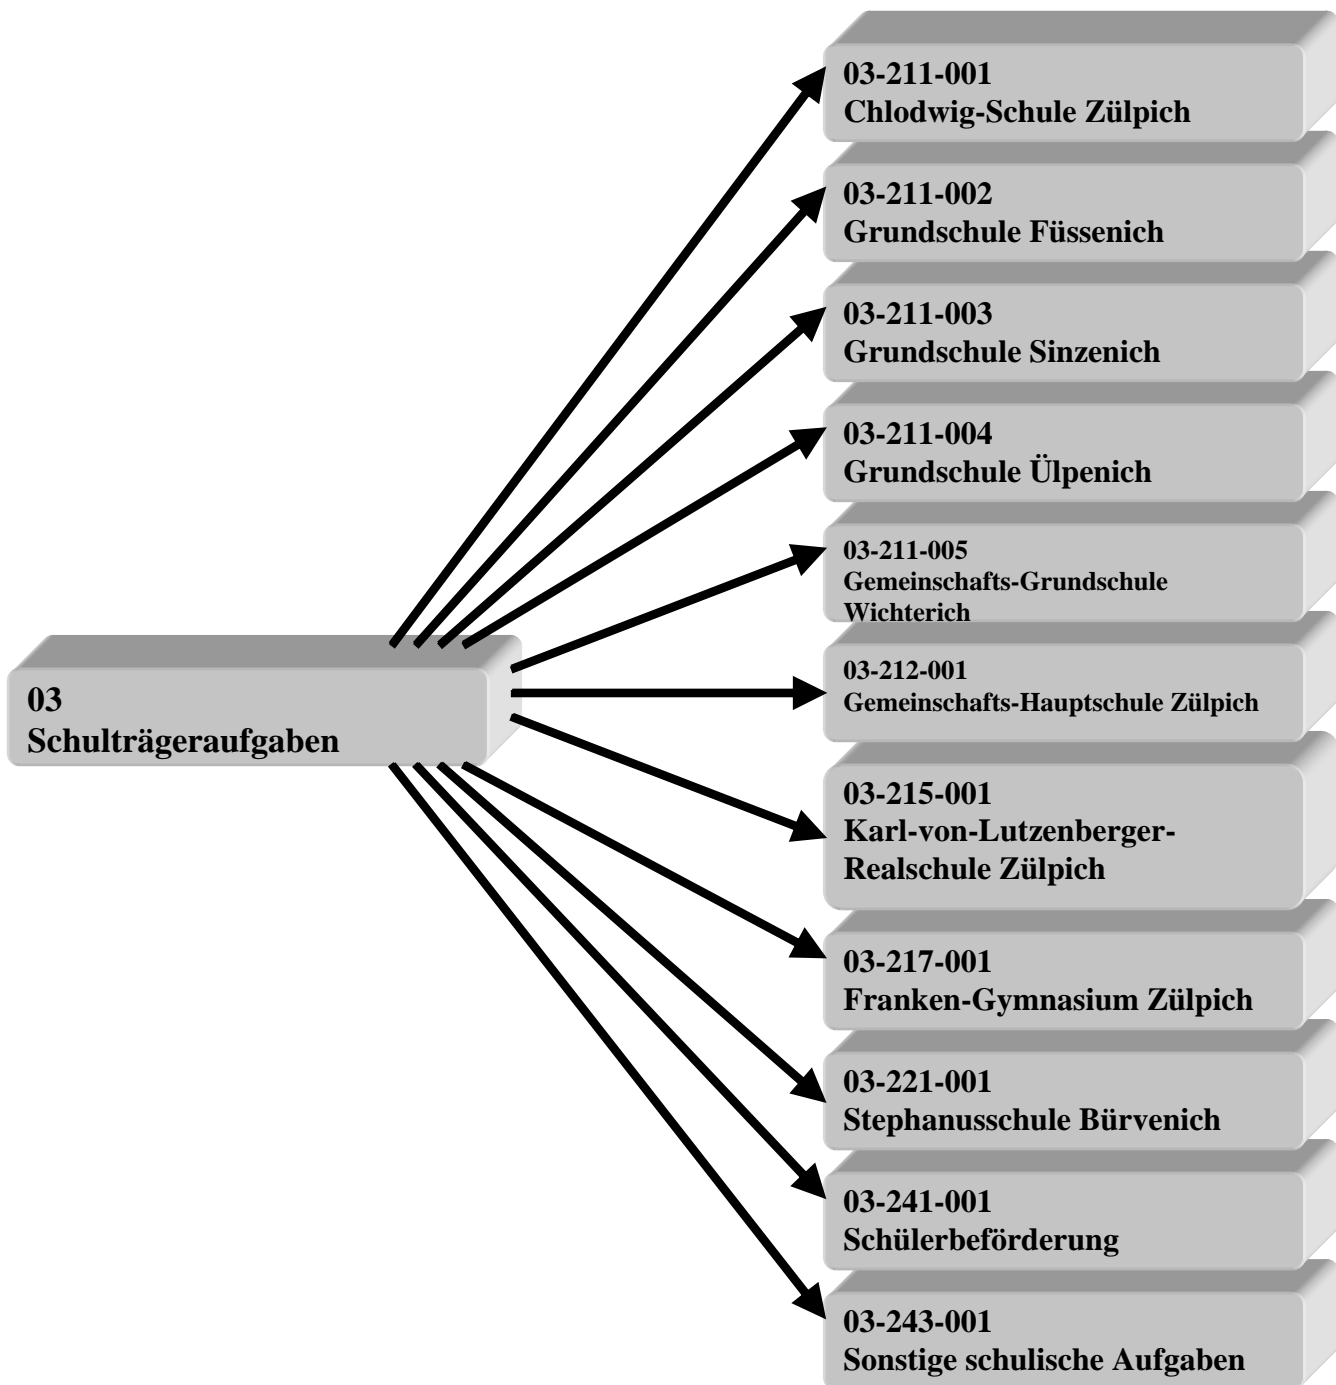 03-211-001
Chlodwig-Schule Zülpich
03-211-002
Grundschule Füssenich
03-211-003
Grundschule Sinzenich
03-211-004
Grundschule Ülpenich
03-211-005
Gemeinschafts-Grundschule
Wichterich
03-212-001
Gemeinschafts-Hauptschule Zülpich
03
Schulträgeraufgaben
03-215-001
Karl-von-Lutzenberger-
Realschule Zülpich
03-217-001
Franken-Gymnasium Zülpich
03-221-001
Stephanusschule Bürvenich
03-241-001
Schülerbeförderung
03-243-001
Sonstige schulische Aufgaben